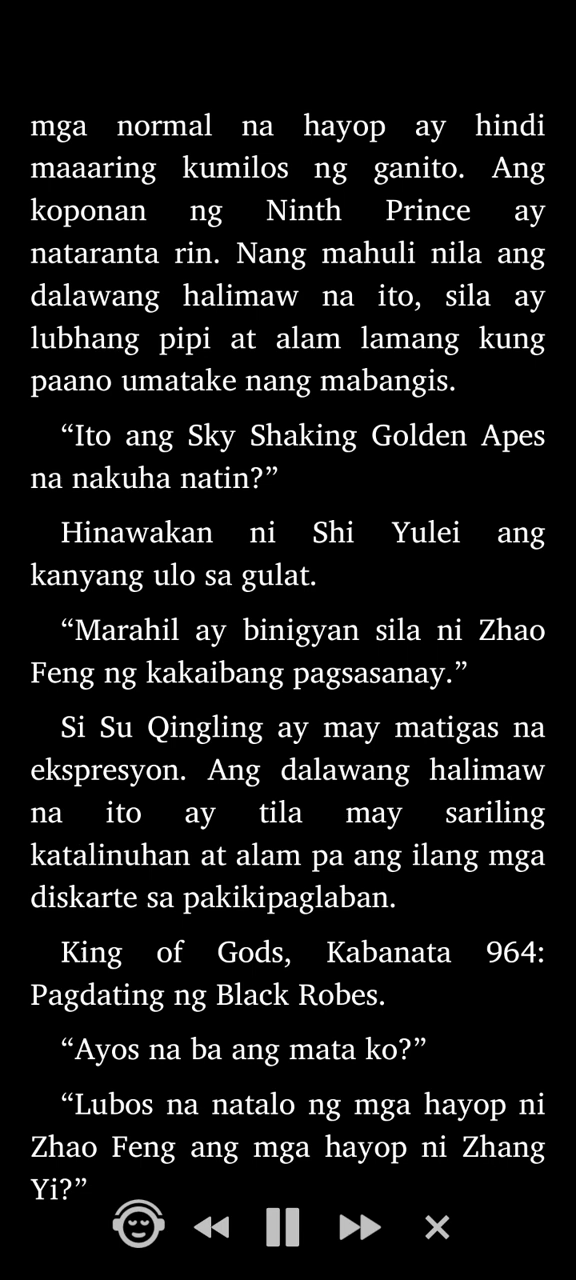 mga normal na hayop ay hindi
maaaring kumilos ng ganito. Ang
koponan ng Ninth Prince ay
nataranta rin. Nang mahuli nila ang
dalawang halimaw na ito, sila ay
lubhang pipi at alam lamang kung
paano umatake nang mabangis.
“Ito ang Sky Shaking Golden Apes
na nakuha natin?”
Hinawakan ni Shi Yulei ang
kanyang ulo sa gulat.
“Marahil ay binigyan sila ni Zhao
Feng ng kakaibang pagsasanay.”
Si Su Qingling ay may matigas na
ekspresyon. Ang dalawang halimaw
na ito ay tila may sariling
katalinuhan at alam pa ang ilang mga
diskarte sa pakikipaglaban.
King of Gods, Kabanata 964:
Pagdating ng Black Robes.
“Ayos na ba ang mata ko?”
“Lubos na natalo ng mga hayop ni
Zhao Feng ang mga hayop ni Zhang
Yi?”